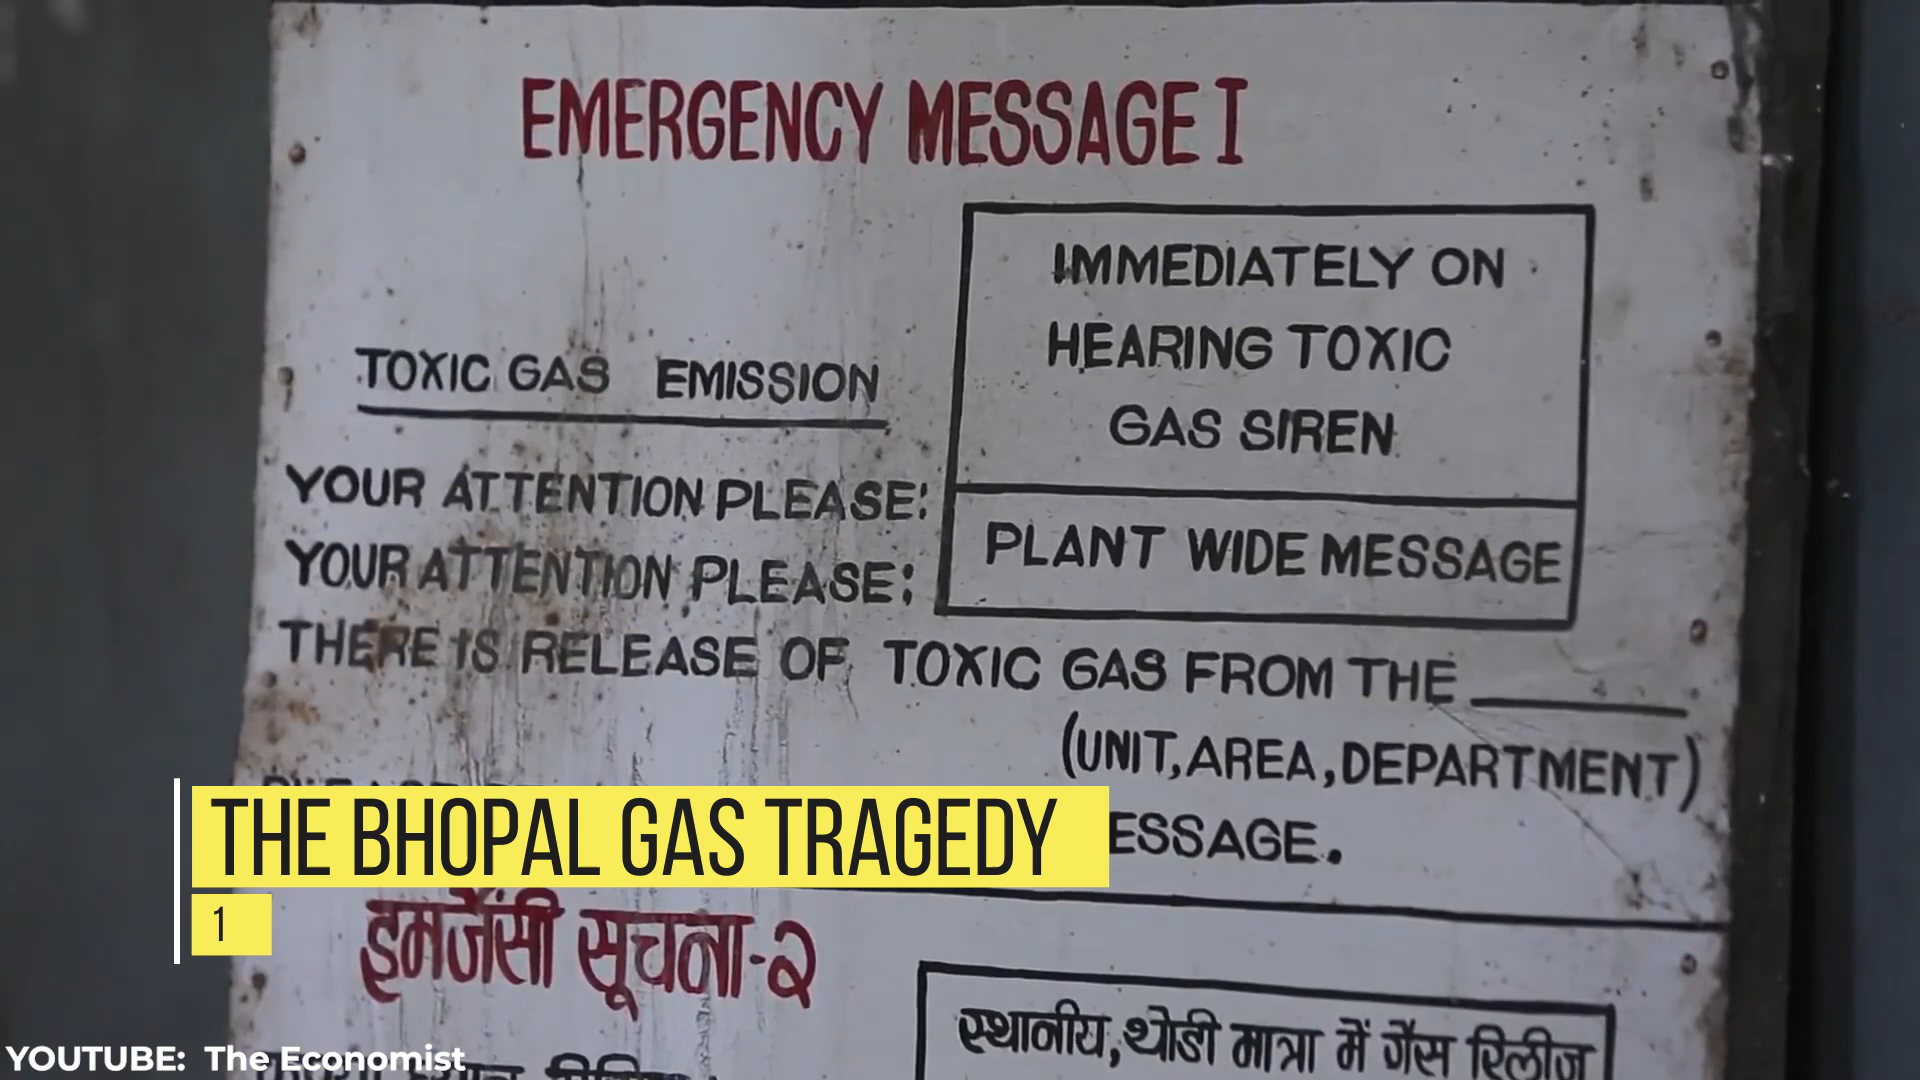 EMERGENCY MESSAGE I
IMMEDIATELY ON
HEARING TOXIC
GAS SIREN
PLANT WIDE MESSAGE
TOXIC GAS EMISSION
YOUR ATTENTION PLEASE:
YOUR ATTENTION PLEASE:
THERE IS RELEASE OF TOXIC GAS FROM THE
(UNIT, AREA, DEPARTMENT)
THE BHOPAL GAS TRAGEDY
1
इमर्जेंसी सूचना-२
स्थानीय, थोडी मात्रा में गैस रिलीज
YOUTUBE: The Economist